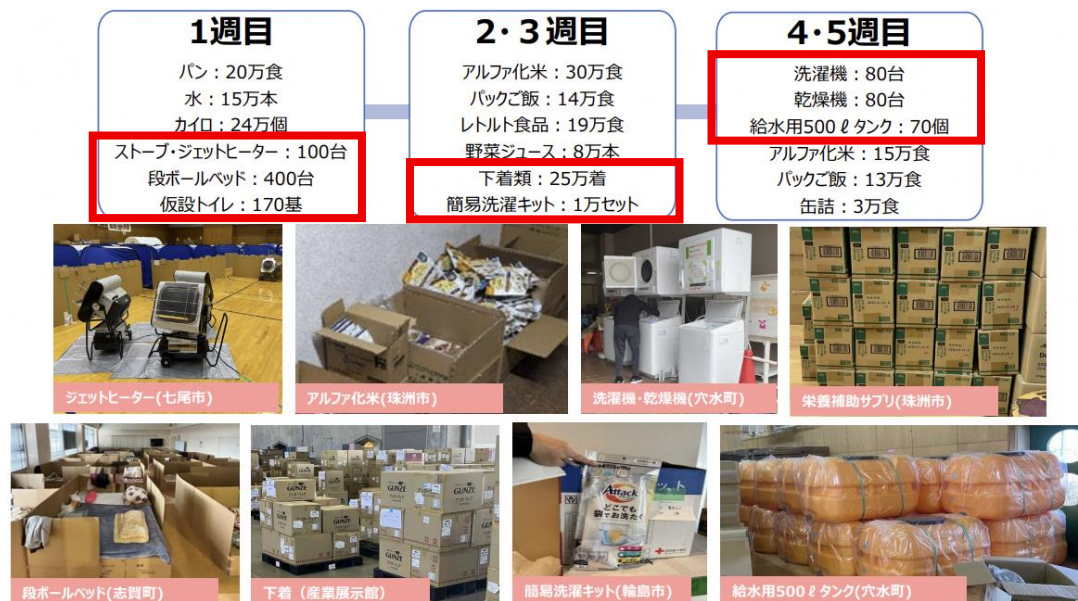 1週目
パン：20万食
水：15万本
カイロ：24万個
ストーブ・ジェットヒーター：100台
段ボールベッド：400台
仮設トイレ：170基
2・3週目
アルファ化米：30万食
パックご飯：14万食
レトルト食品：19万食
野菜ジュース：8万本
下着類：25万着
簡易洗濯キット：1万セット
4・5週目
洗濯機：80台
乾燥機：80台
給水用500ℓタンク：70個
アルファ化米：15万食
パックご飯：13万食
缶詰：3万食
ジェットヒーター(七尾市)
アルファ化米(珠洲市)
洗濯機・乾燥機(穴水町)
栄養補助サプリ(珠洲市)
段ボールベッド(志賀町)
GUNZE
GUNZE
GUNZE
GUNZE
下着（産業展示館）
Attack
どこでも
袋でお洗たく
簡易洗濯キット(輪島市)
給水用500ℓタンク(穴水町)